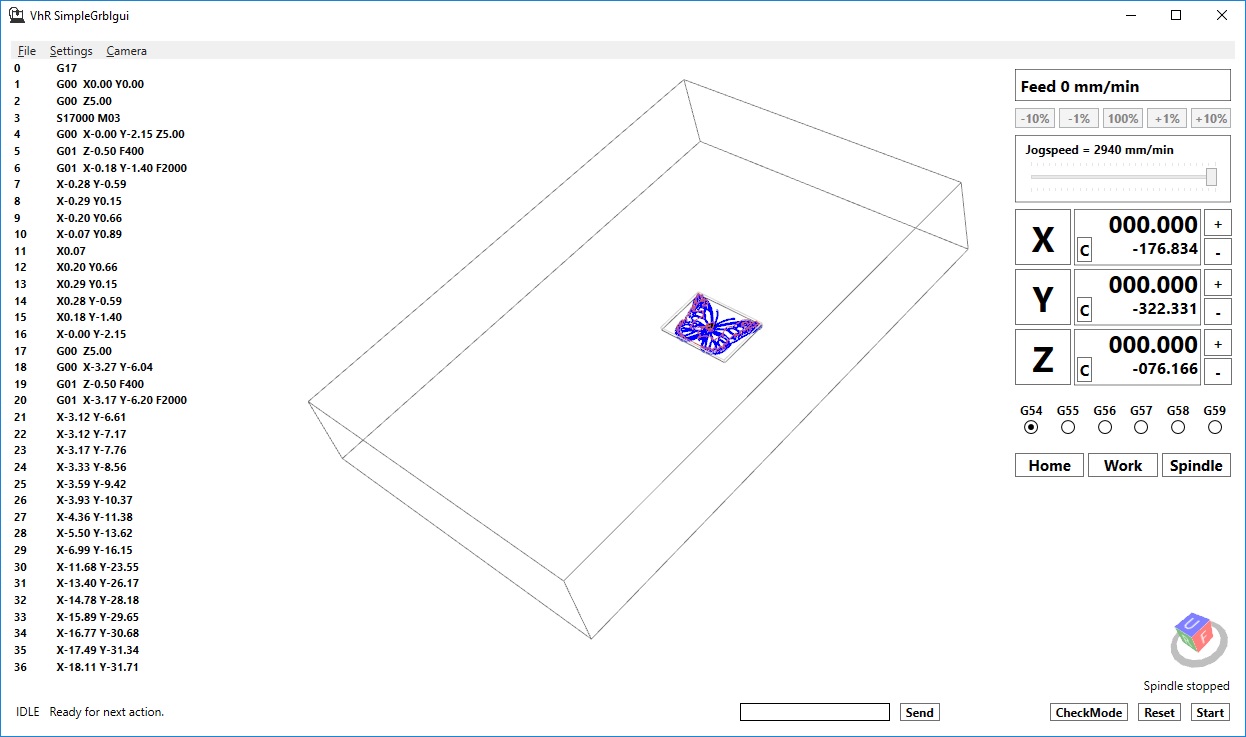 VhR SimpleGrblgui
File Settings Camera
0 G17
1 G00 X0.00 Y0.00
2 G00 Z5.00
3 S17000 M03
4 G00 X-0.00 Y-2.15 Z5.00
5 G01 Z-0.50 F400
6 G01 X-0.18 Y-1.40 F2000
7 X-0.28 Y-0.59
8 X-0.29 Y0.15
9 X-0.20 Y0.66
10 X-0.07 Y0.89
11 X0.07
12 X0.20 Y0.66
13 X0.29 Y0.15
14 X0.28 Y-0.59
15 X0.18 Y-1.40
16 X-0.00 Y-2.15
17 G00 Z5.00
18 G00 X-3.27 Y-6.04
19 G01 Z-0.50 F400
20 G01 X-3.17 Y-6.20 F2000
21 X-3.12 Y-6.61
22 X-3.12 Y-7.17
23 X-3.17 Y-7.76
24 X-3.33 Y-8.56
25 X-3.59 Y-9.42
26 X-3.93 Y-10.37
27 X-4.36 Y-11.38
28 X-5.50 Y-13.62
29 X-6.99 Y-16.15
30 X-11.68 Y-23.55
31 X-13.40 Y-26.17
32 X-14.78 Y-28.18
33 X-15.89 Y-29.65
34 X-16.77 Y-30.68
35 X-17.49 Y-31.34
36 X-18.11 Y-31.71
Feed 0 mm/min
-10% -1% 100% +1% +10%
Jogspeed = 2940 mm/min
X 000.000 +
C -176.834 -
Y 000.000 +
C -322.331 -
Z 000.000 +
C -076.166 -
G54 G55 G56 G57 G58 G59
Home Work Spindle
U
F
Spindle stopped
IDLE Ready for next action.
Send
CheckMode Reset Start